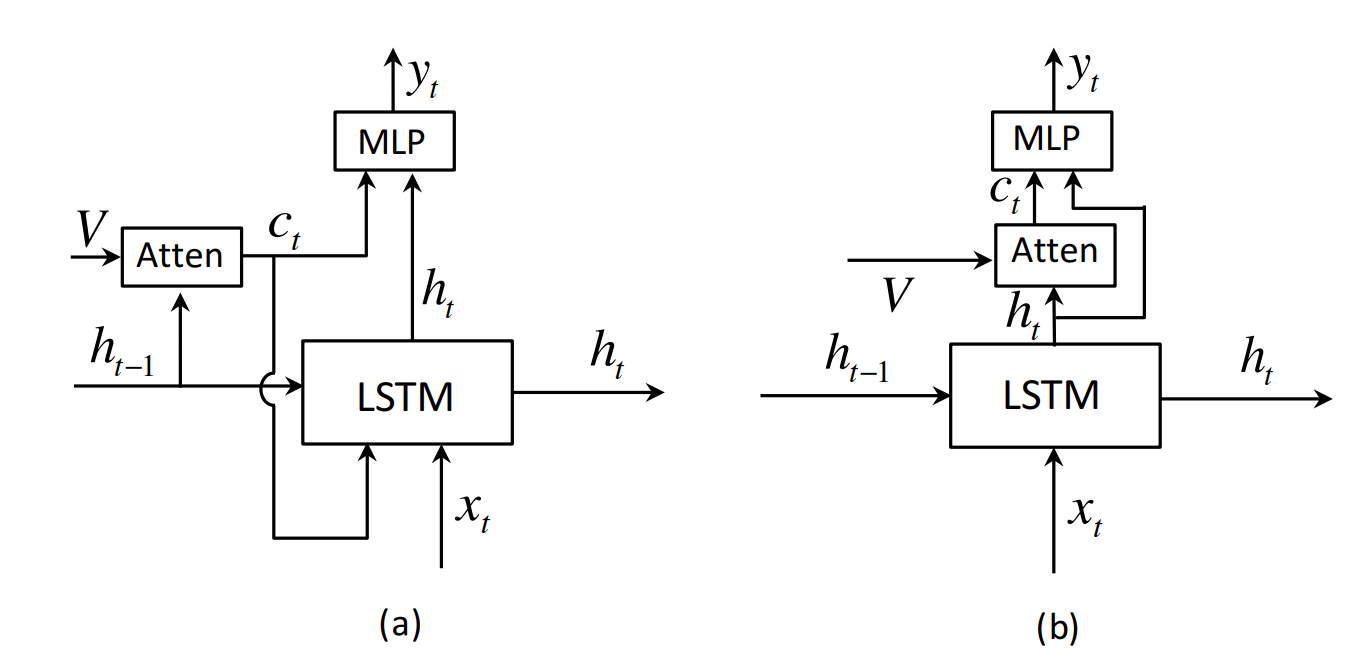 y_t
MLP
c_t
V
Atten
h_t
h_{t-1}
h_t
LSTM
x_t
(a)
y_t
MLP
c_t
Atten
V
h_t
h_{t-1}
h_t
LSTM
x_t
(b)